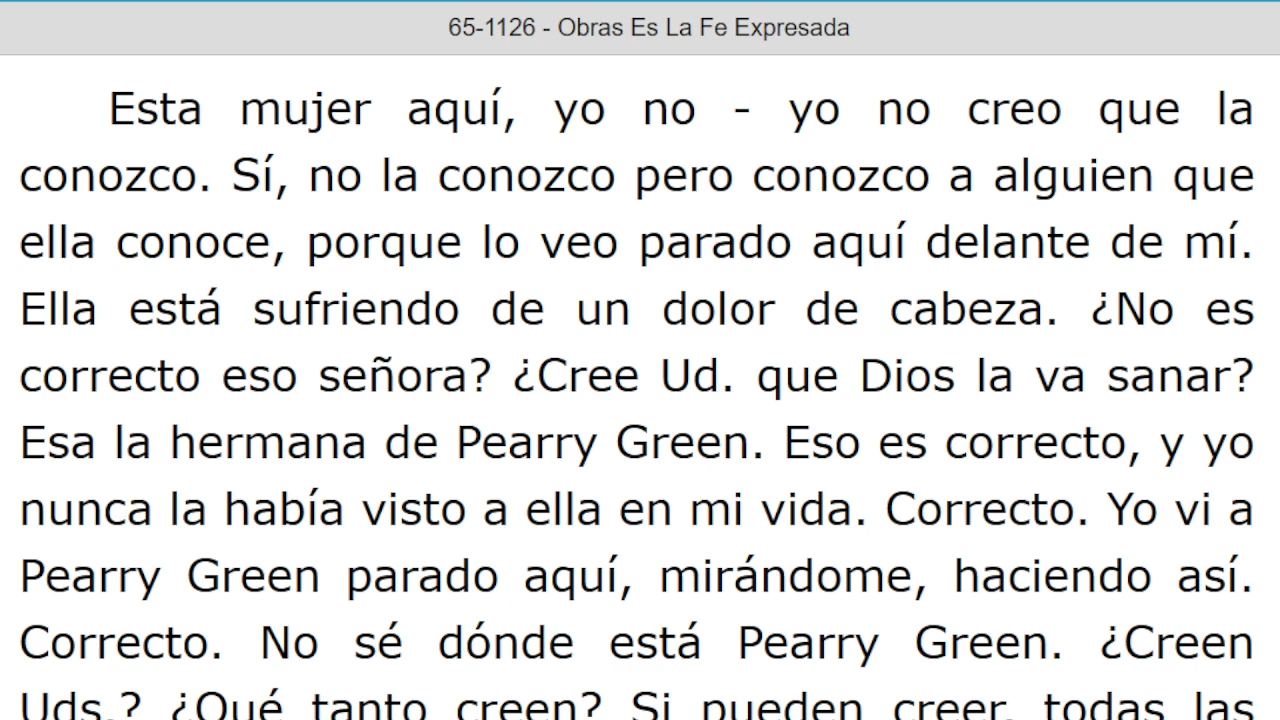 65-1126 - Obras Es La Fe Expresada
Esta mujer aquí, yo no - yo no creo que la
conozco. Sí, no la conozco pero conozco a alguien que
ella conoce, porque lo veo parado aquí delante de mí.
Ella está sufriendo de un dolor de cabeza. ¿No es
correcto eso señora? ¿Cree Ud. que Dios la va sanar?
Esa la hermana de Pearry Green. Eso es correcto, y yo
nunca la había visto a ella en mi vida. Correcto. Yo vi a
Pearry Green parado aquí, mirándome, haciendo así.
Correcto. No sé dónde está Pearry Green. ¿Creen
Uds.? ¿Qué tanto creen? Si pueden creer, todas las